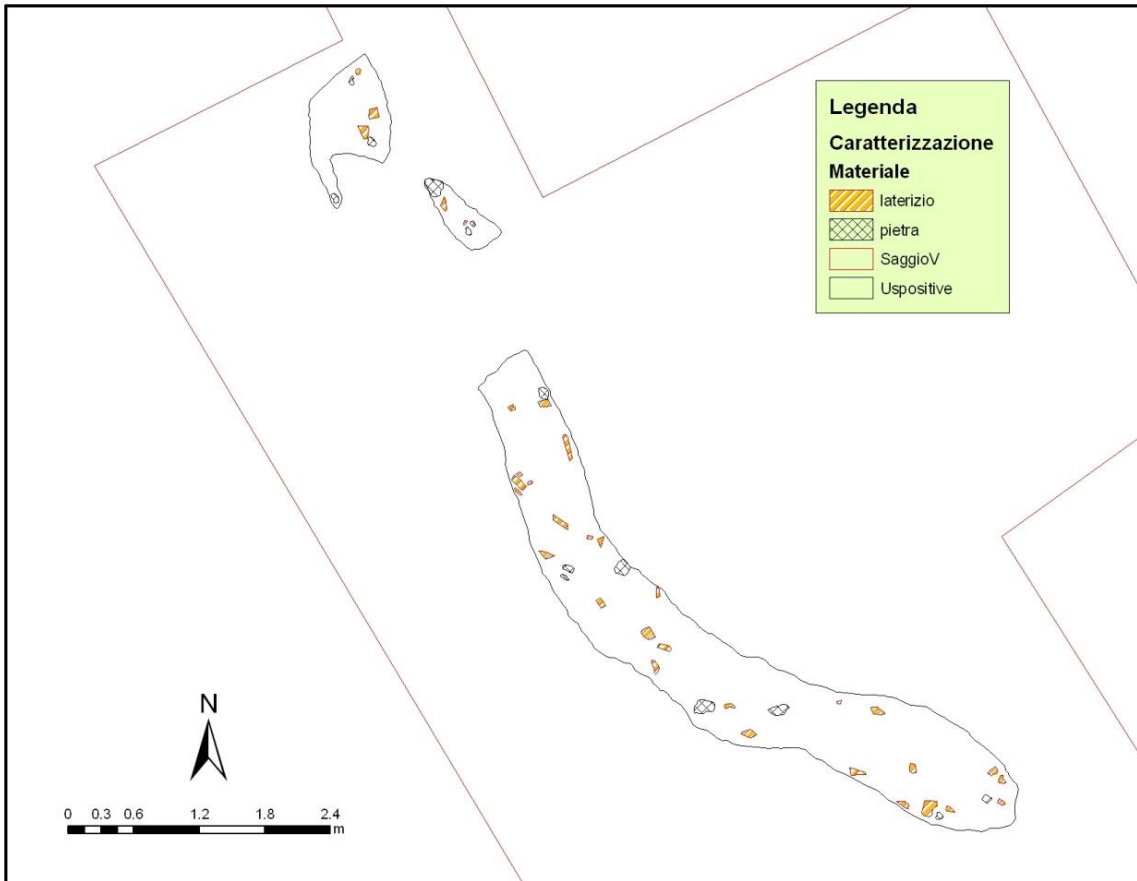 Legenda
Caratterizzazione
Materiale
laterizio
pietra
SaggioV
Uspositive
N
0 0.3 0.6 1.2 1.8 2.4
m